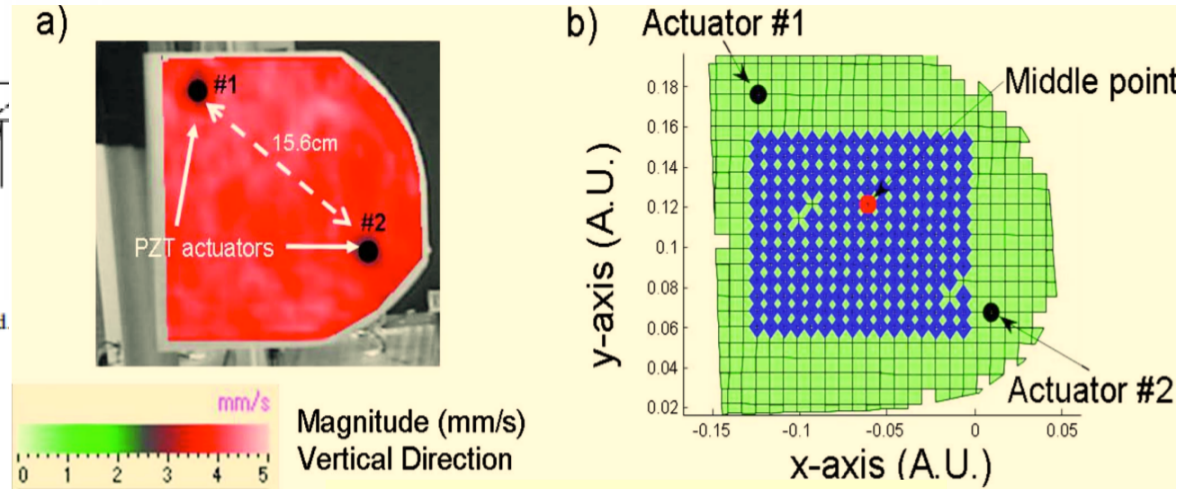 a)
#1
15.6cm
#2
PZT actuators
d.
mm/s
0 1 2 3 4 5
Magnitude (mm/s)
Vertical Direction
b)
Actuator #1
Middle point
0.18
0.16
0.14
0.12
0.1
0.08
0.06
0.04
0.02
y-axis (A.U.)
-0.15 -0.1 -0.05 0 0.05
x-axis (A.U.)
Actuator #2